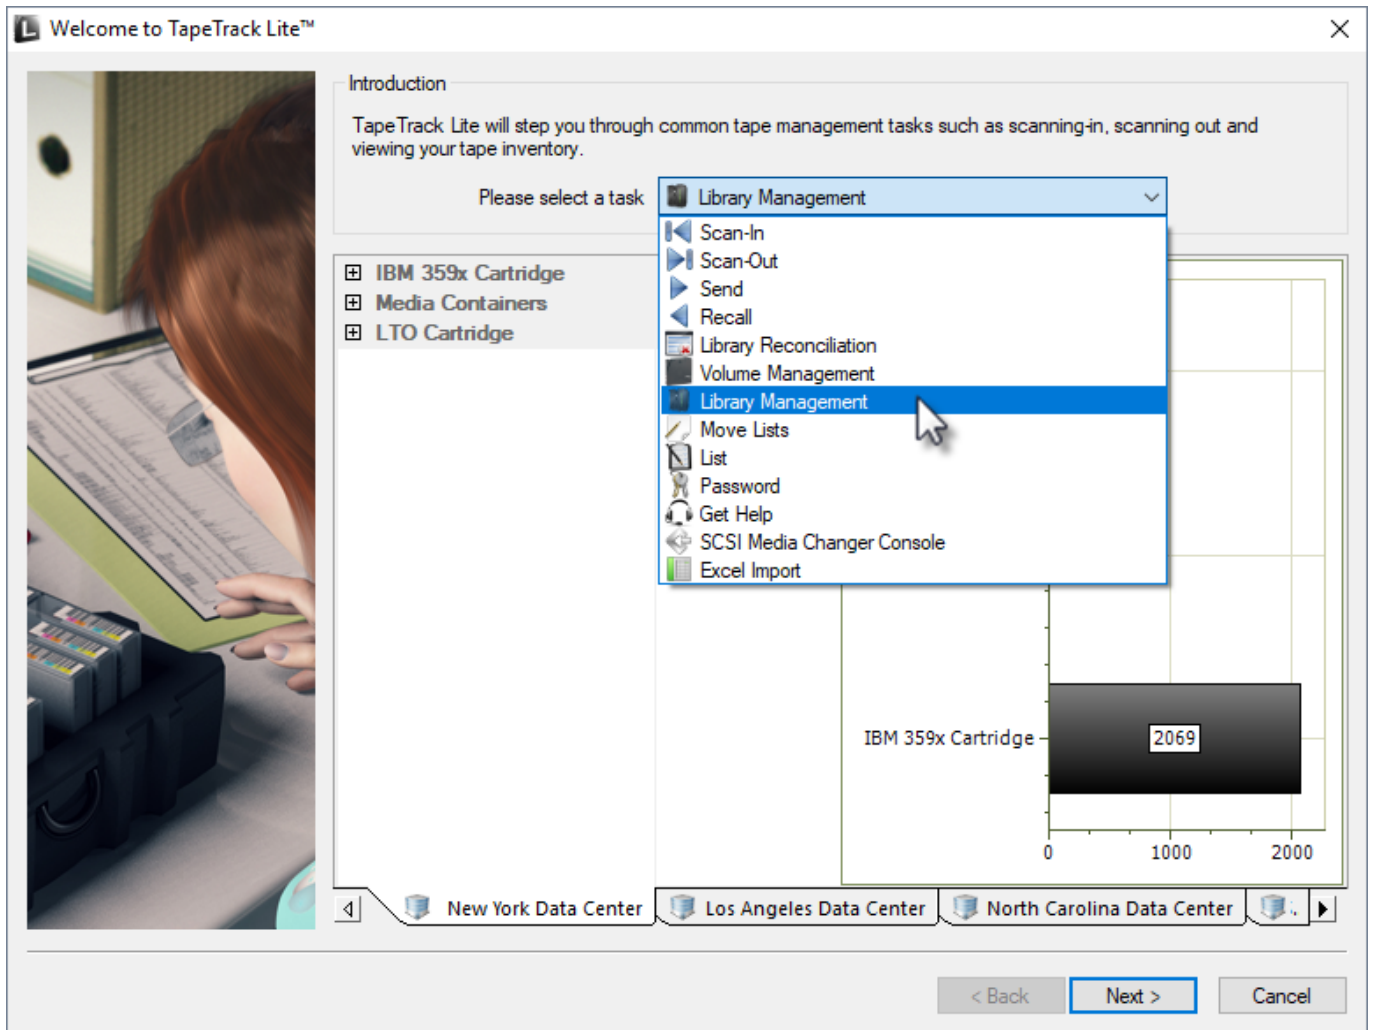 Welcome to TapeTrack Lite™
Introduction
TapeTrack Lite will step you through common tape management tasks such as scanning-in, scanning out and
viewing your tape inventory.
Please select a task
Library Management
Scan-In
Scan-Out
Send
Recall
Library Reconciliation
Volume Management
Library Management
Move Lists
List
Password
Get Help
SCSI Media Changer Console
Excel Import
IBM 359x Cartridge
Media Containers
LTO Cartridge
IBM 359x Cartridge
2069
0 1000 2000
New York Data Center
Los Angeles Data Center
North Carolina Data Center
< Back
Next >
Cancel